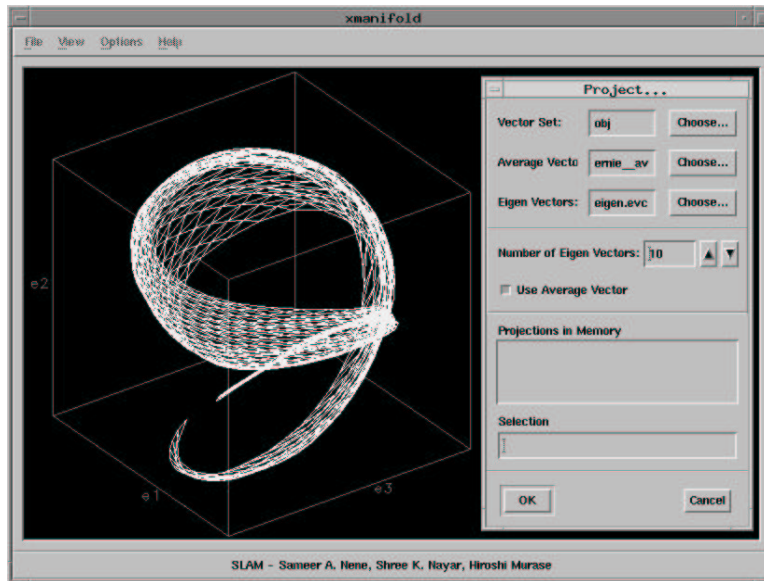 xmanifold
File View Options Help
Project...
Vector Set: obj Choose...
Average Vecto ernie__av Choose...
Eigen Vectors: eigen.evc Choose...
Number of Eigen Vectors: 10
Use Average Vector
Projections in Memory
Selection
OK Cancel
e2
e1
e3
SLAM - Sameer A. Nene, Shree K. Nayar, Hiroshi Murase